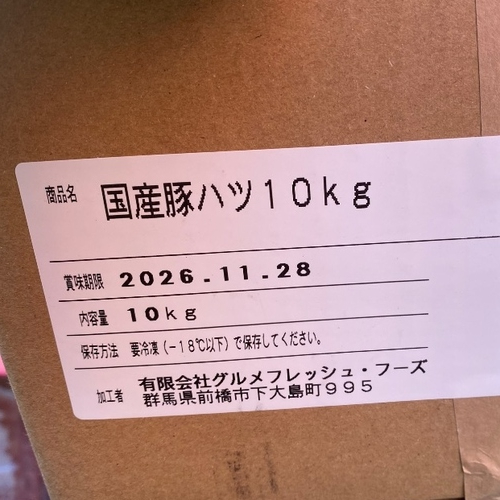 商品名 国産豚ハツ10kg
賞味期限 2026.11.28
内容量 10kg
保存方法 要冷凍(-18℃以下)で保存してください。
加工者 有限会社グルメフレッシュ・フーズ
群馬県前橋市下大島町995